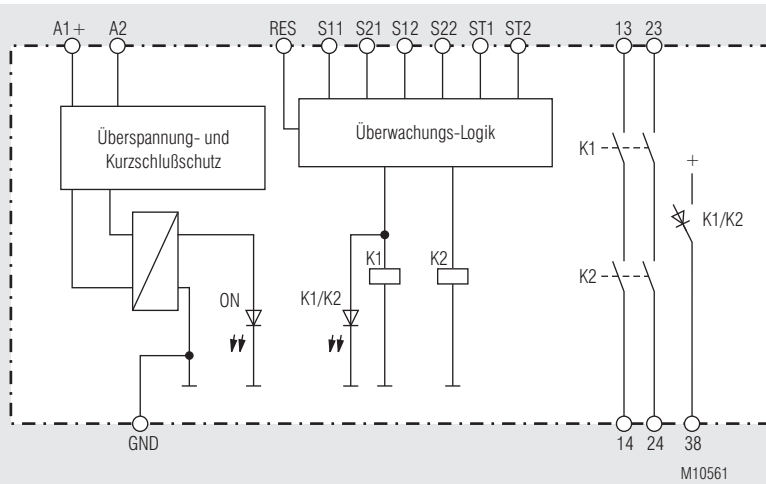 A1+ A2 RES S11 S21 S12 S22 ST1 ST2 13 23
Überspannung- und
Kurzschlußschutz
Überwachungs-Logik
K1
+
K1/K2
K1 K2
K2
ON K1/K2
GND 14 24 38
M10561